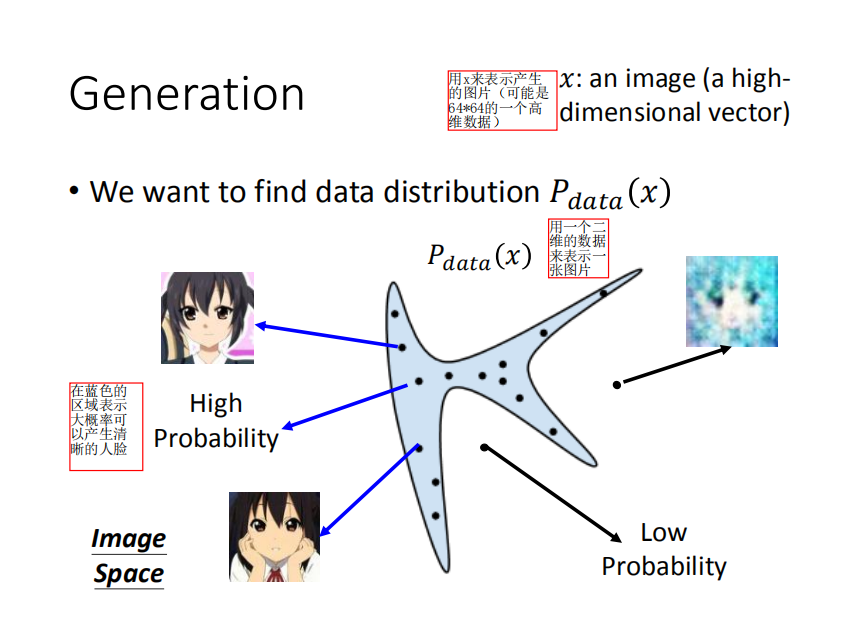 Generation
用x来表示产生
的图片（可能是
64*64的一个高
维数据）
x: an image (a high-
dimensional vector)
• We want to find data distribution P_data(x)
P_data(x)
用一个二
维的数据
来表示一
张图片
在蓝色的
区域表示
大概率可
以产生清
晰的人脸
High
Probability
Image
Space
Low
Probability